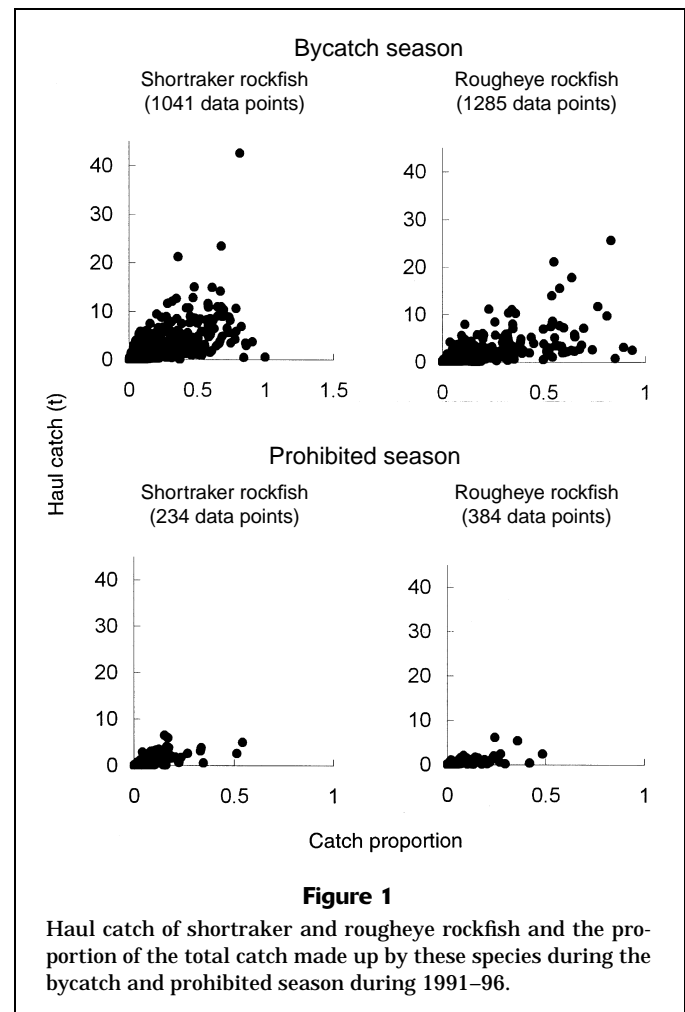 Bycatch season
Shortraker rockfish
(1041 data points)
Rougheye rockfish
(1285 data points)
40
30
20
10
0
0
0.5
1
1.5
40
30
20
10
0
0
0.5
1
Haul catch (t)
Prohibited season
Shortraker rockfish
(234 data points)
Rougheye rockfish
(384 data points)
40
30
20
10
0
0
0.5
1
40
30
20
10
0
0
0.5
1
Catch proportion
Figure 1
Haul catch of shortraker and rougheye rockfish and the pro-
portion of the total catch made up by these species during the
bycatch and prohibited season during 1991–96.